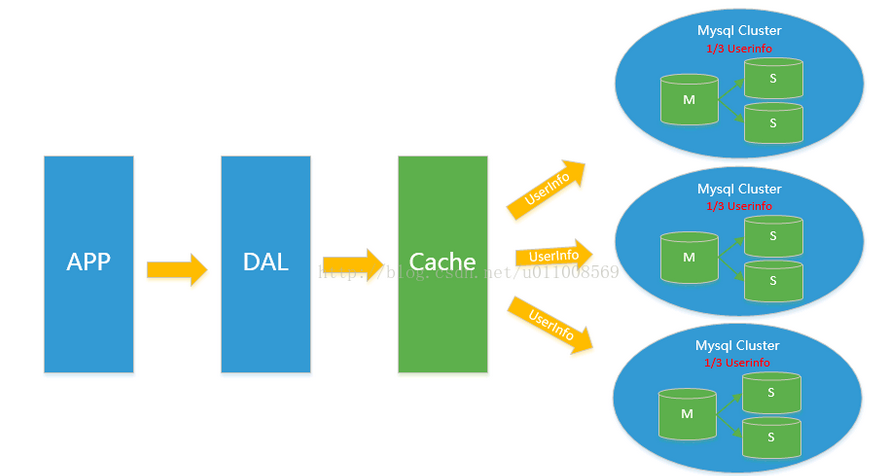 Mysql Cluster
1/3 Userinfo
M
S
S
APP
DAL
Cache
UserInfo
UserInfo
UserInfo
http://blog.csdn.net/u011008569
Mysql Cluster
1/3 Userinfo
M
S
S
Mysql Cluster
1/3 Userinfo
M
S
S